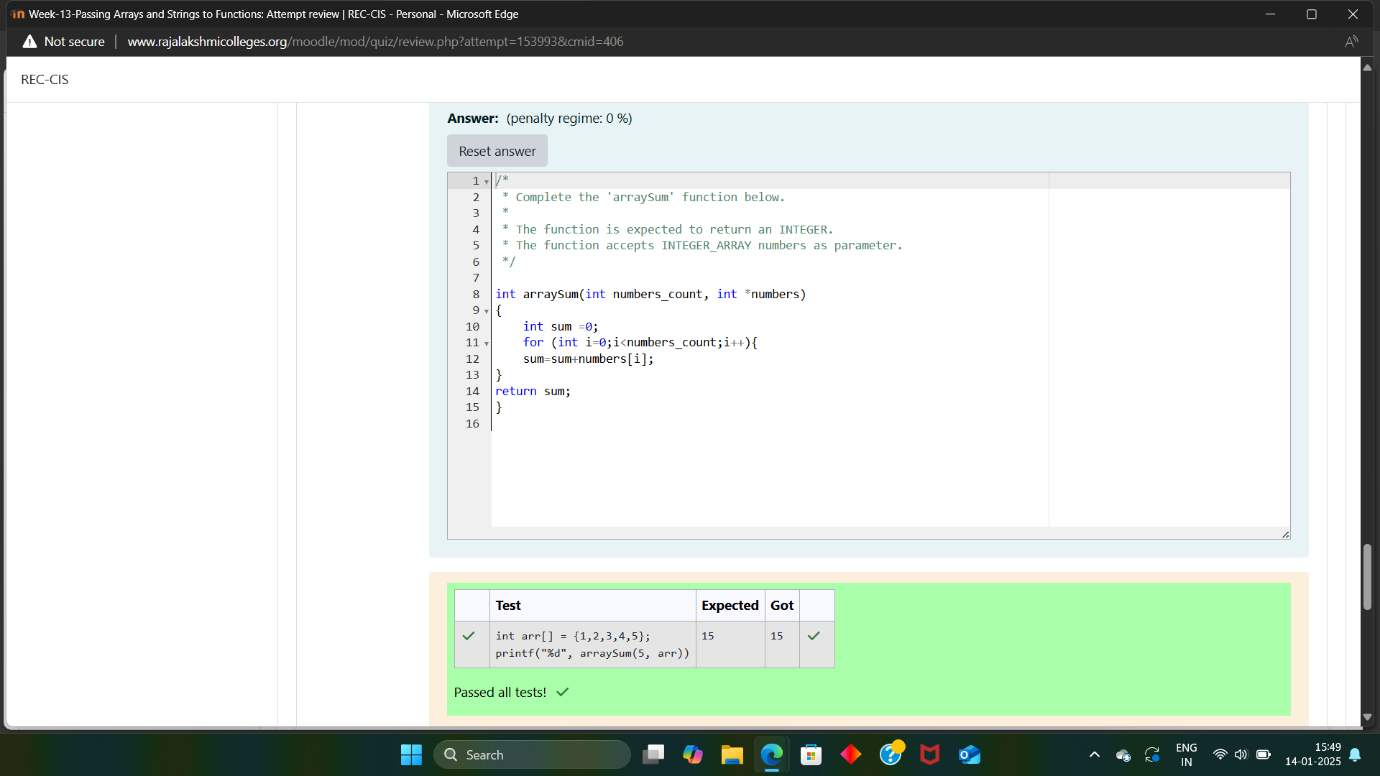 Week-13-Passing Arrays and Strings to Functions: Attempt review | REC-CIS - Personal - Microsoft Edge
Not secure | www.rajalakshmicolleges.org/moodle/mod/quiz/review.php?attempt=153993&cmid=406
REC-CIS
Answer: (penalty regime: 0 %)
Reset answer
1 /*
2 * Complete the 'arraySum' function below.
3 *
4 * The function is expected to return an INTEGER.
5 * The function accepts INTEGER_ARRAY numbers as parameter.
6 */
7
8 int arraySum(int numbers_count, int *numbers)
9 {
10 int sum =0;
11 for (int i=0;i<numbers_count;i++){
12 sum=sum+numbers[i];
13 }
14 return sum;
15 }
16
Test Expected Got
int arr[] = {1,2,3,4,5}; 15 15
printf("%d", arraySum(5, arr))
Passed all tests!
Search
ENG
IN
15:49
14-01-2025